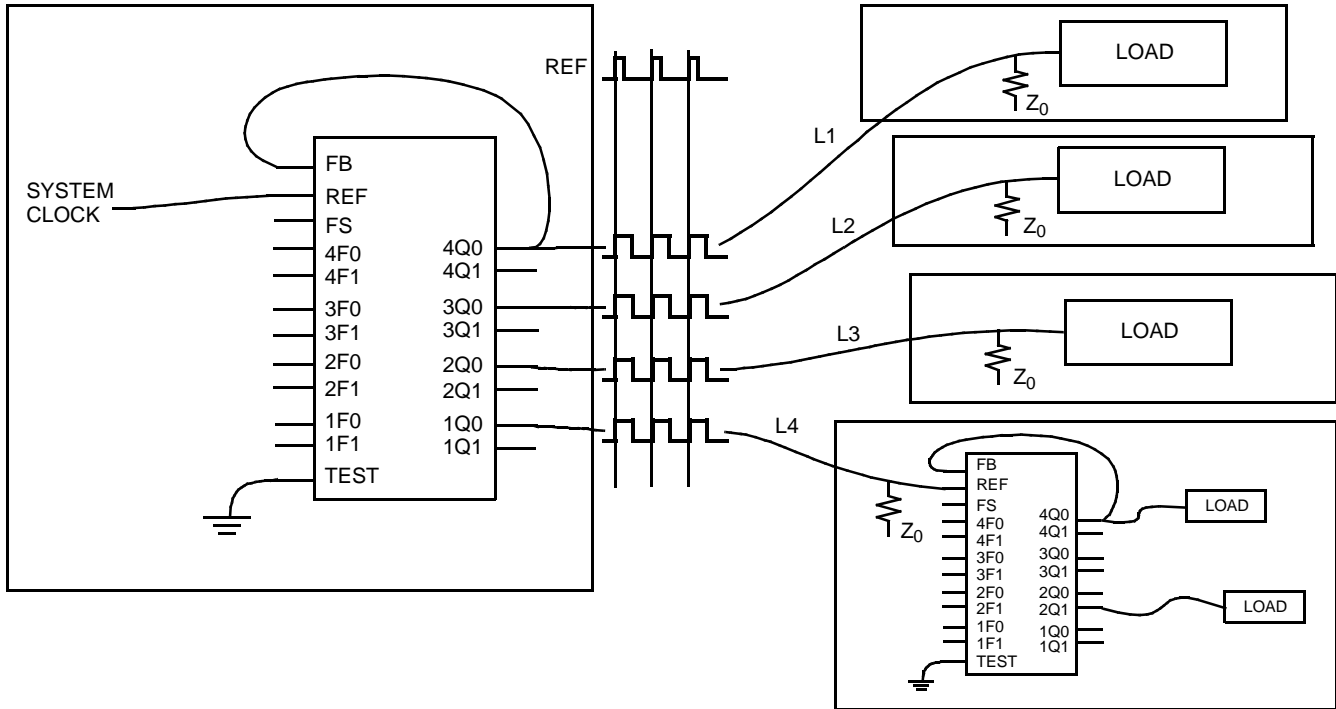 REF
SYSTEM
CLOCK
FB
REF
FS
4F0
4F1
3F0
3F1
2F0
2F1
1F0
1F1
TEST
4Q0
4Q1
3Q0
3Q1
2Q0
2Q1
1Q0
1Q1
L1
LOAD
Z0
L2
LOAD
Z0
L3
LOAD
Z0
L4
Z0
FB
REF
FS
4F0
4F1
3F0
3F1
2F0
2F1
1F0
1F1
TEST
4Q0
4Q1
3Q0
3Q1
2Q0
2Q1
1Q0
1Q1
LOAD
LOAD